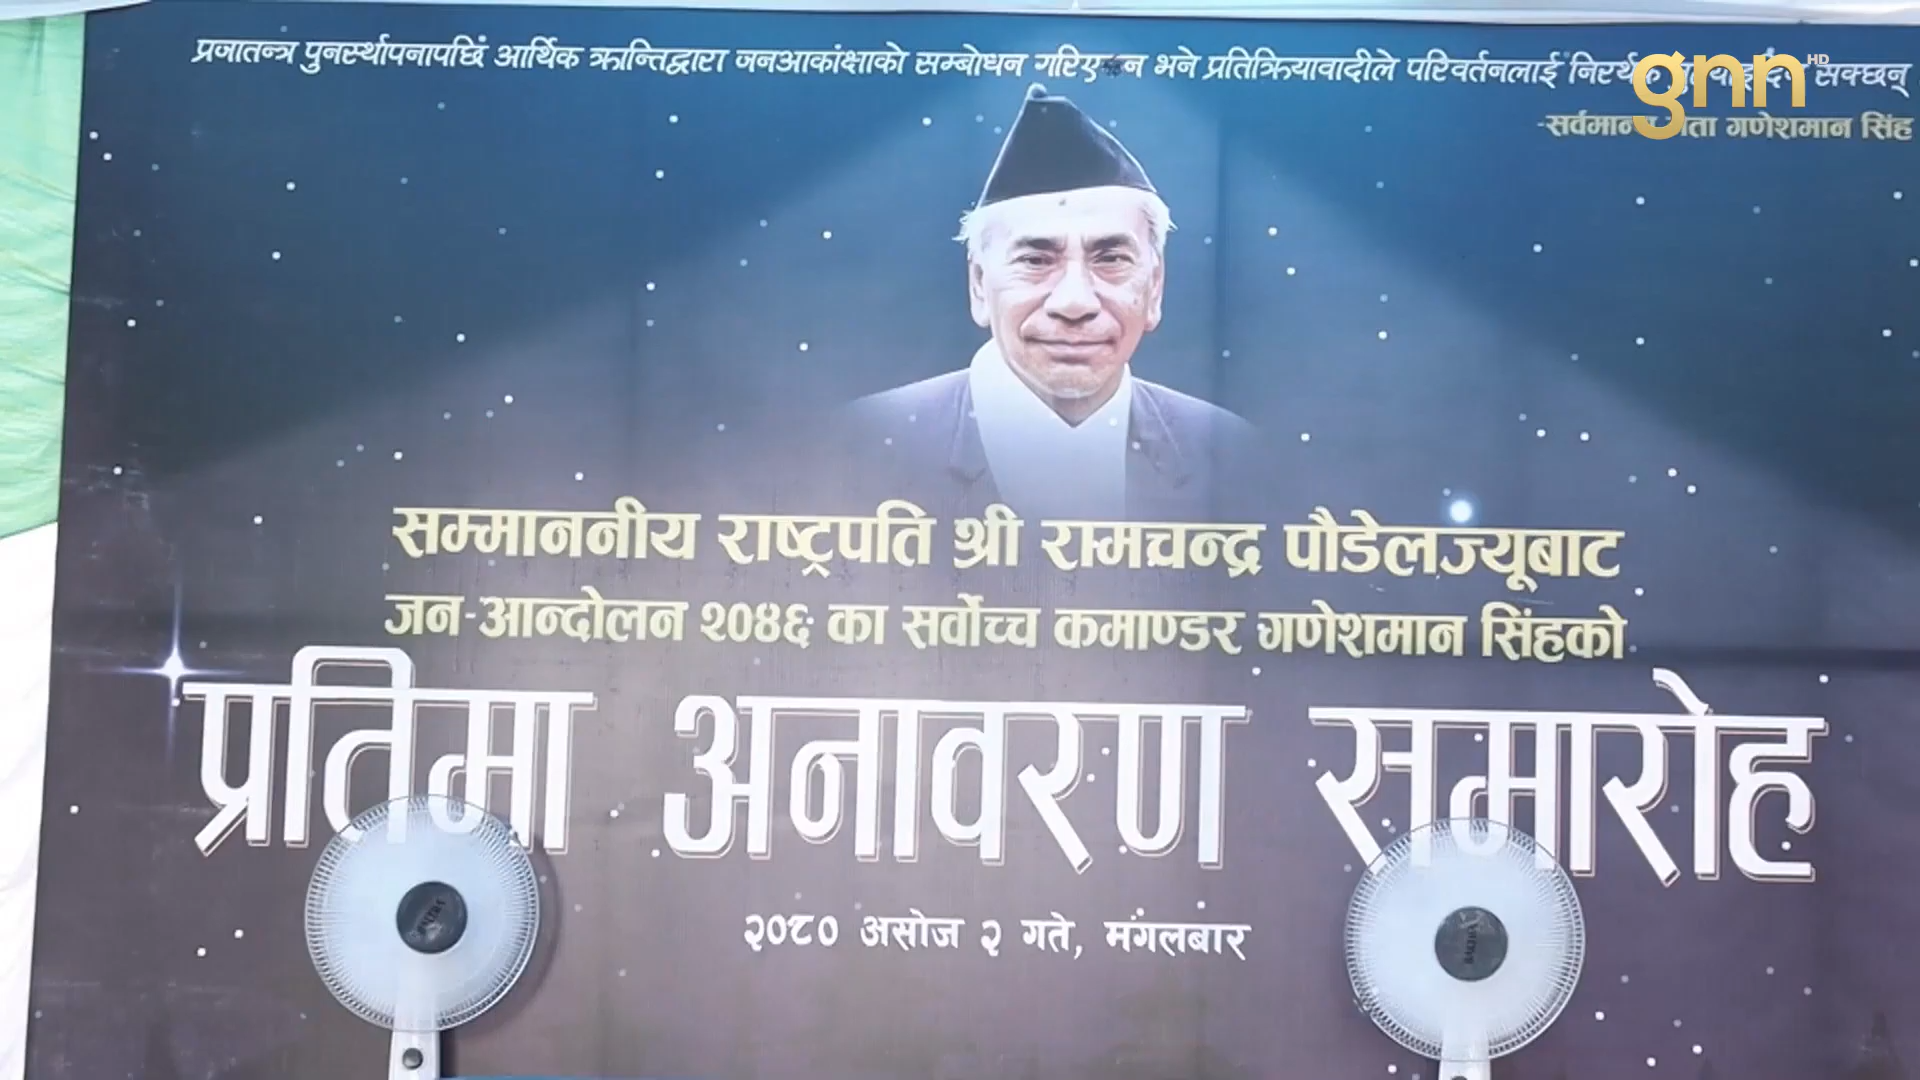 प्रजातन्त्र पुनर्स्थापनापछि आर्थिक क्रान्तिद्वारा जनआकांक्षाको सम्बोधन भने प्रतिक्रियावादीले परिवर्तनलाई सक्छन्
gnn HD
गणेशमान सिंह
सम्माननीय राष्ट्रपति श्री रामचन्द्र पौडेलज्यूबाट
जन-आन्दोलन २०४६ का सर्वोच्च कमाण्डर गणेशमान सिंहको
प्रतिमा अनावरण समारोह
२०८० असोज २ गते, मंगलबार